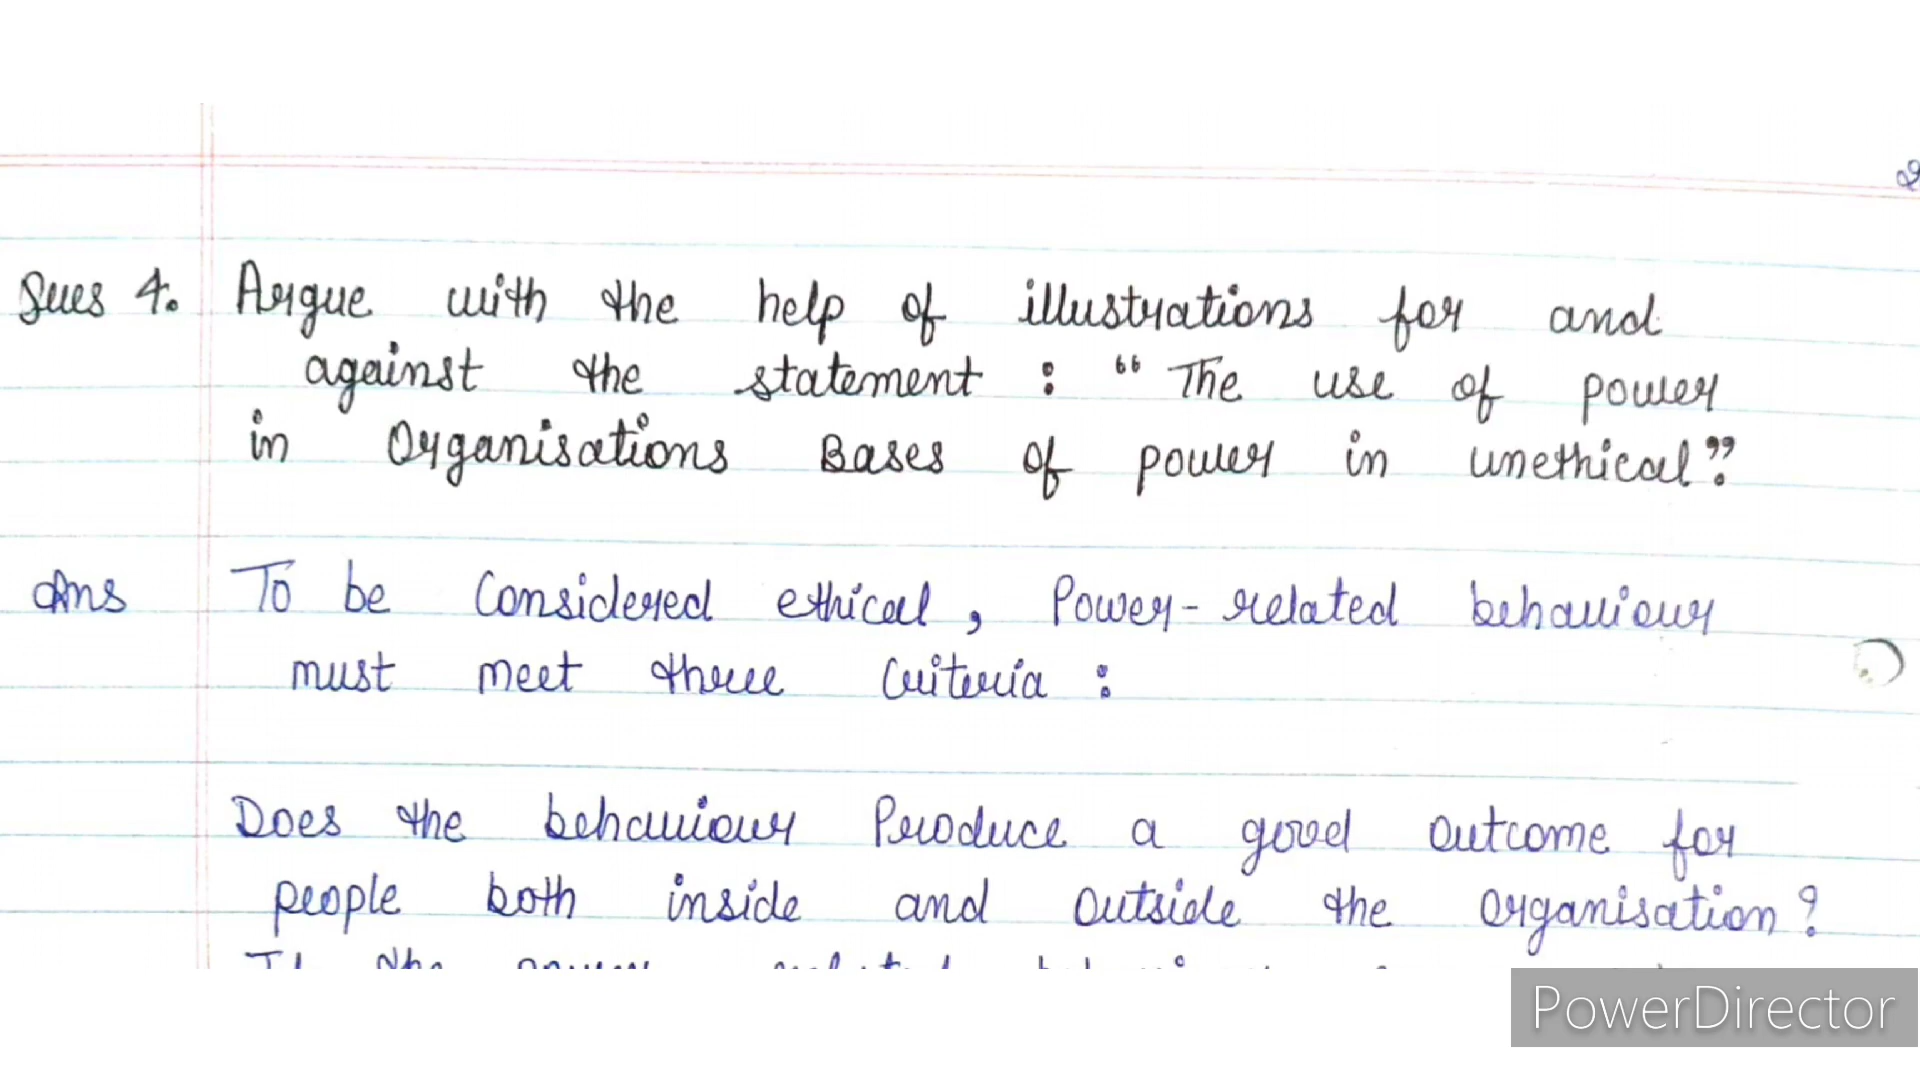 Ques 4. Argue with the help of illustrations for and
against the statement : “ The use of power
in Organisations Bases of power in unethical”.
Ans To be Considered ethical, Power-related behaviour
must meet three Criteria :
Does the behaviour Produce a good outcome for
people both inside and outside the organisation?
PowerDirector